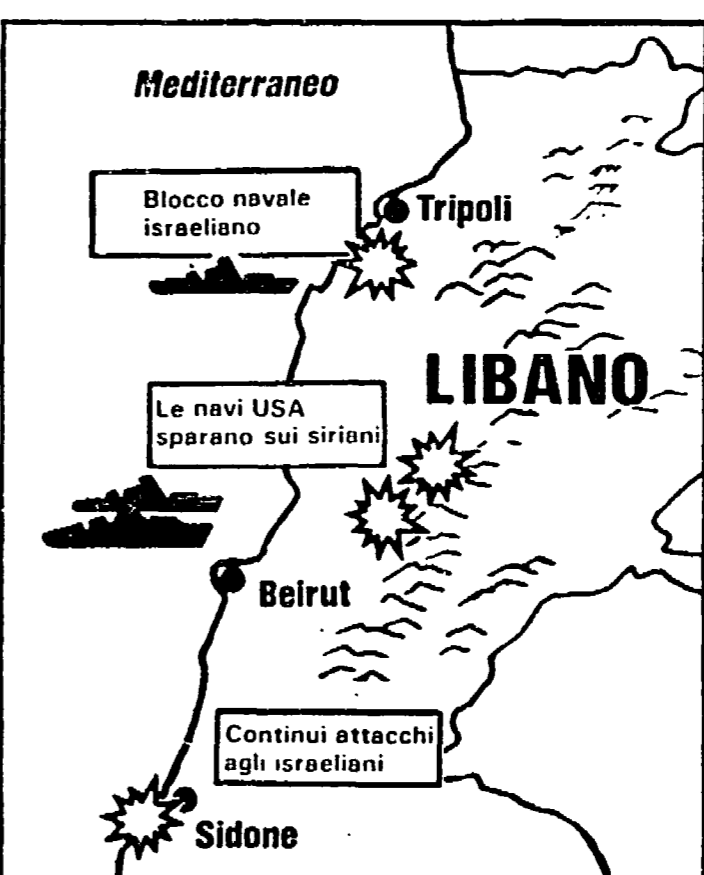 Mediterraneo
Blocco navale
israeliano
Tripoli
LIBANO
Le navi USA
sparano sui siriani
Beirut
Continui attacchi
agli israeliani
Sidone